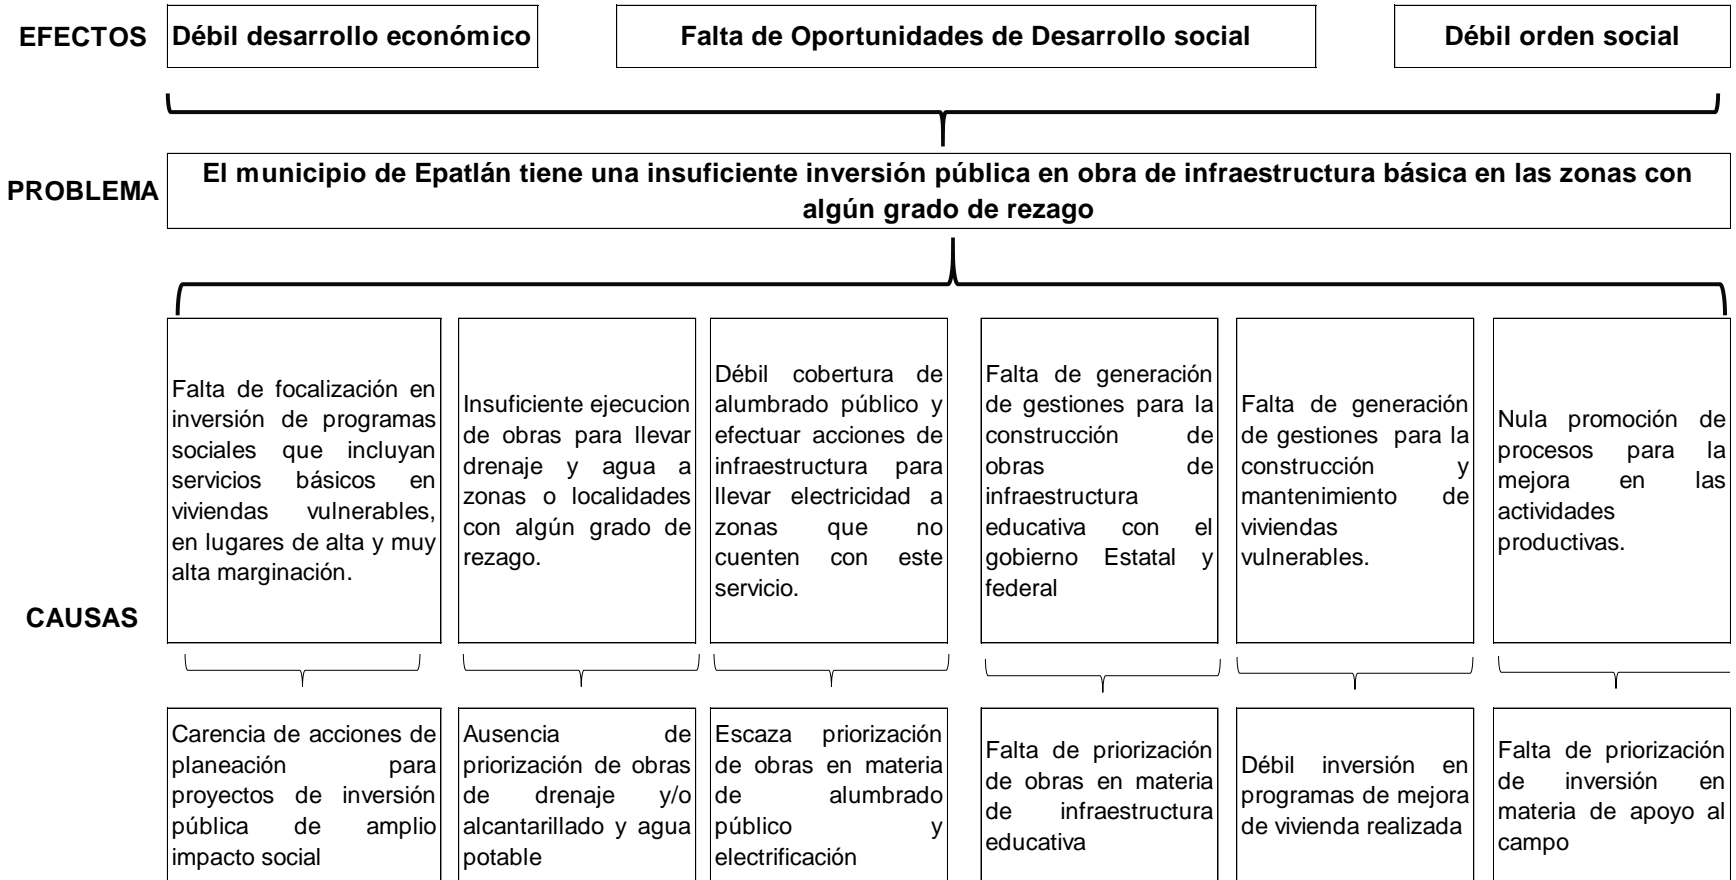 EFECTOS
Débil desarrollo económico
Falta de Oportunidades de Desarrollo social
Débil orden social
PROBLEMA
El municipio de Epatlán tiene una insuficiente inversión pública en obra de infraestructura básica en las zonas con
algún grado de rezago
CAUSAS
Falta de focalización en
inversión de programas
sociales que incluyan
servicios básicos en
viviendas vulnerables,
en lugares de alta y muy
alta marginación.
Insuficiente ejecucion
de obras para llevar
drenaje y agua a
zonas o localidades
con algún grado de
rezago.
Débil cobertura de
alumbrado público y
efectuar acciones de
infraestructura para
llevar electricidad a
zonas que no
cuenten con este
servicio.
Falta de generación
de gestiones para la
construcción de
obras de
infraestructura
educativa con el
gobierno Estatal y
federal
Falta de generación
de gestiones para la
construcción y
mantenimiento de
viviendas
vulnerables.
Nula promoción de
procesos para la
mejora en las
actividades
productivas.
Carencia de acciones de
planeación para
proyectos de inversión
pública de amplio
impacto social
Ausencia de
priorización de obras
de drenaje y/o
alcantarillado y agua
potable
Escaza priorización
de obras en materia
de alumbrado
público y
electrificación
Falta de priorización
de obras en materia
de infraestructura
educativa
Débil inversión en
programas de mejora
de vivienda realizada
Falta de priorización
de inversión en
materia de apoyo al
campo